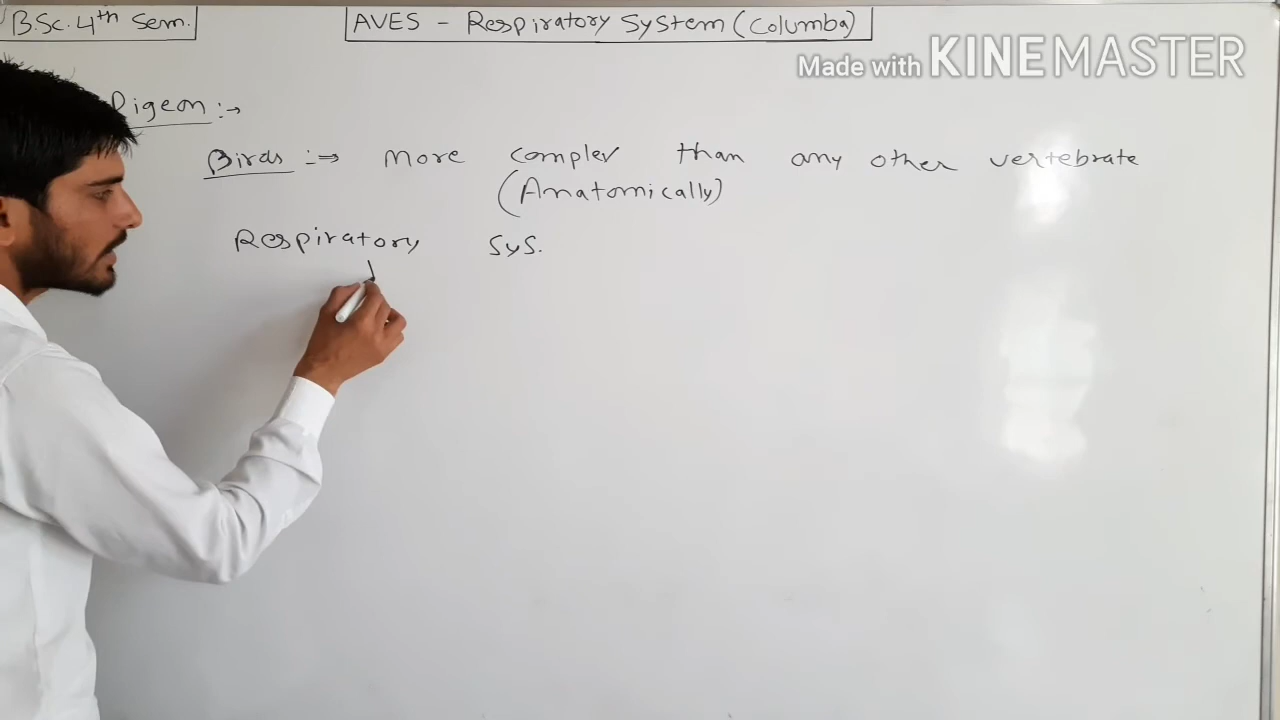 B.Sc. 4th Sem.
AVES - Respiratory System (Columba)
Made with KINEMASTER
Pigeon :→
Birds :⇒ More complex than any other vertebrate
(Anatomically)
Respiratory Sys.